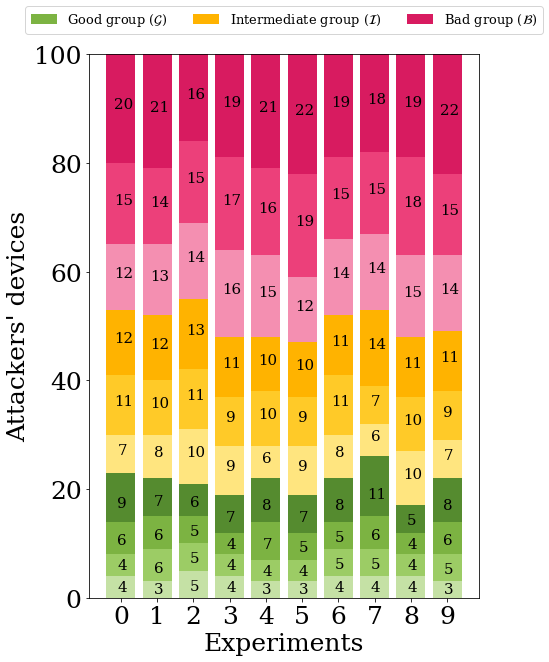 Good group (𝒢) Intermediate group (ℐ) Bad group (ℬ)
100
80
60
40
20
0
Attackers' devices
20 21 16 19 21 22 19 18 19 22
15 14 15 17 16 19 15 15 18 15
12 13 14 16 15 12 14 14 15 14
12 12 13 11 10 10 11 14 11 11
11 10 11 9 10 9 11 7 10 9
7 8 10 9 6 9 8 6 10 7
9 7 6 7 8 7 8 11 5 8
6 6 5 4 7 5 5 6 4 6
4 6 5 4 4 4 5 5 4 5
4 3 5 4 3 3 4 4 4 3
0 1 2 3 4 5 6 7 8 9
Experiments